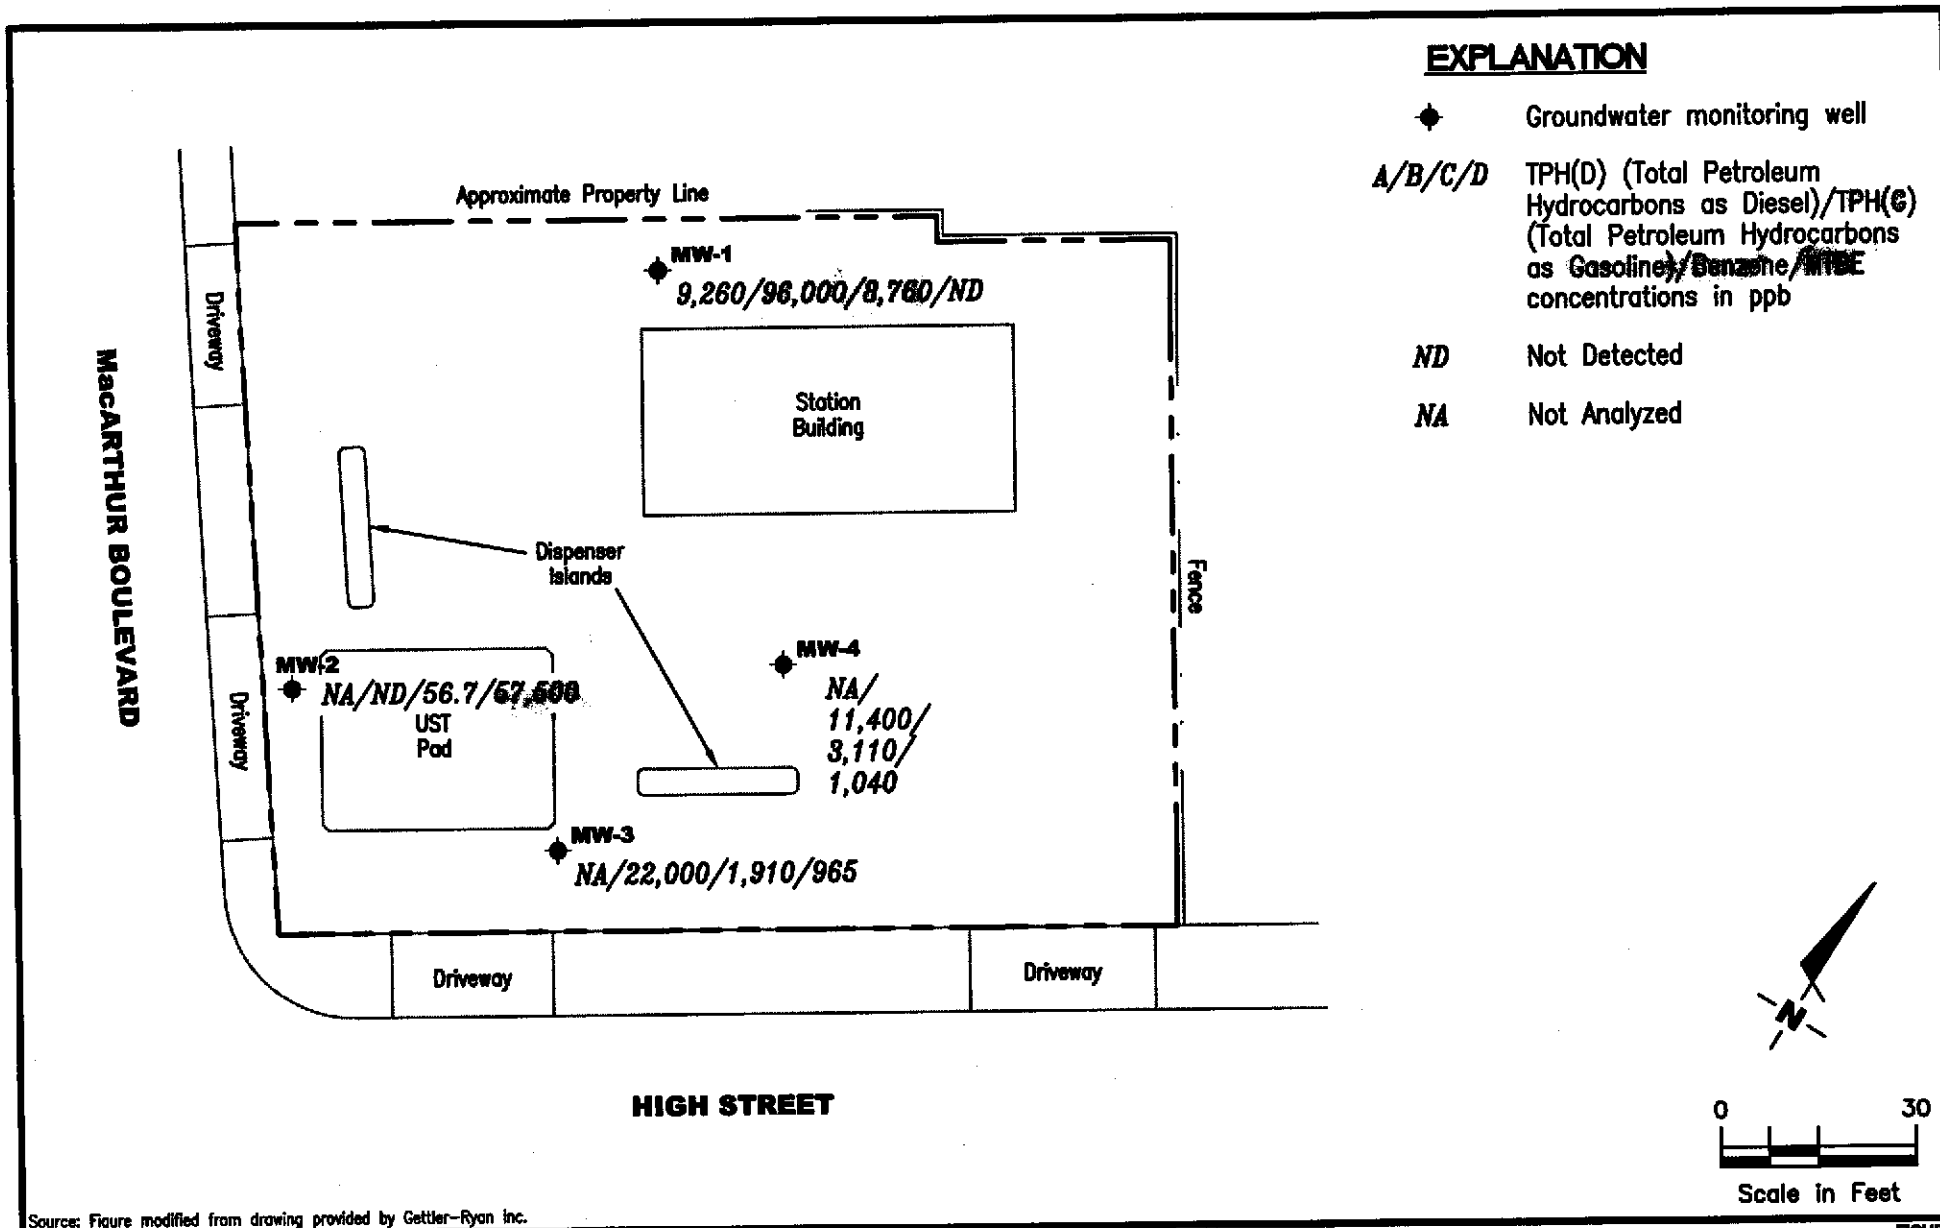 EXPLANATION
Groundwater monitoring well
A/B/C/D
TPH(D) (Total Petroleum
Hydrocarbons as Diesel)/TPH(G)
(Total Petroleum Hydrocarbons
as Gasoline)/Benzene/MTBE
concentrations in ppb
ND Not Detected
NA Not Analyzed
Approximate Property Line
MW-1
9,260/96,000/8,760/ND
Driveway
MacARTHUR BOULEVARD
Station
Building
Dispenser
Islands
Fence
MW-2
NA/ND/56.7/
UST
Pad
Driveway
MW-4
NA/
11,400/
3,110/
1,040
MW-3
NA/22,000/1,910/965
Driveway
Driveway
N
HIGH STREET
0 30
Scale in Feet
Source: Figure modified from drawing provided by Gettler-Ryan Inc.